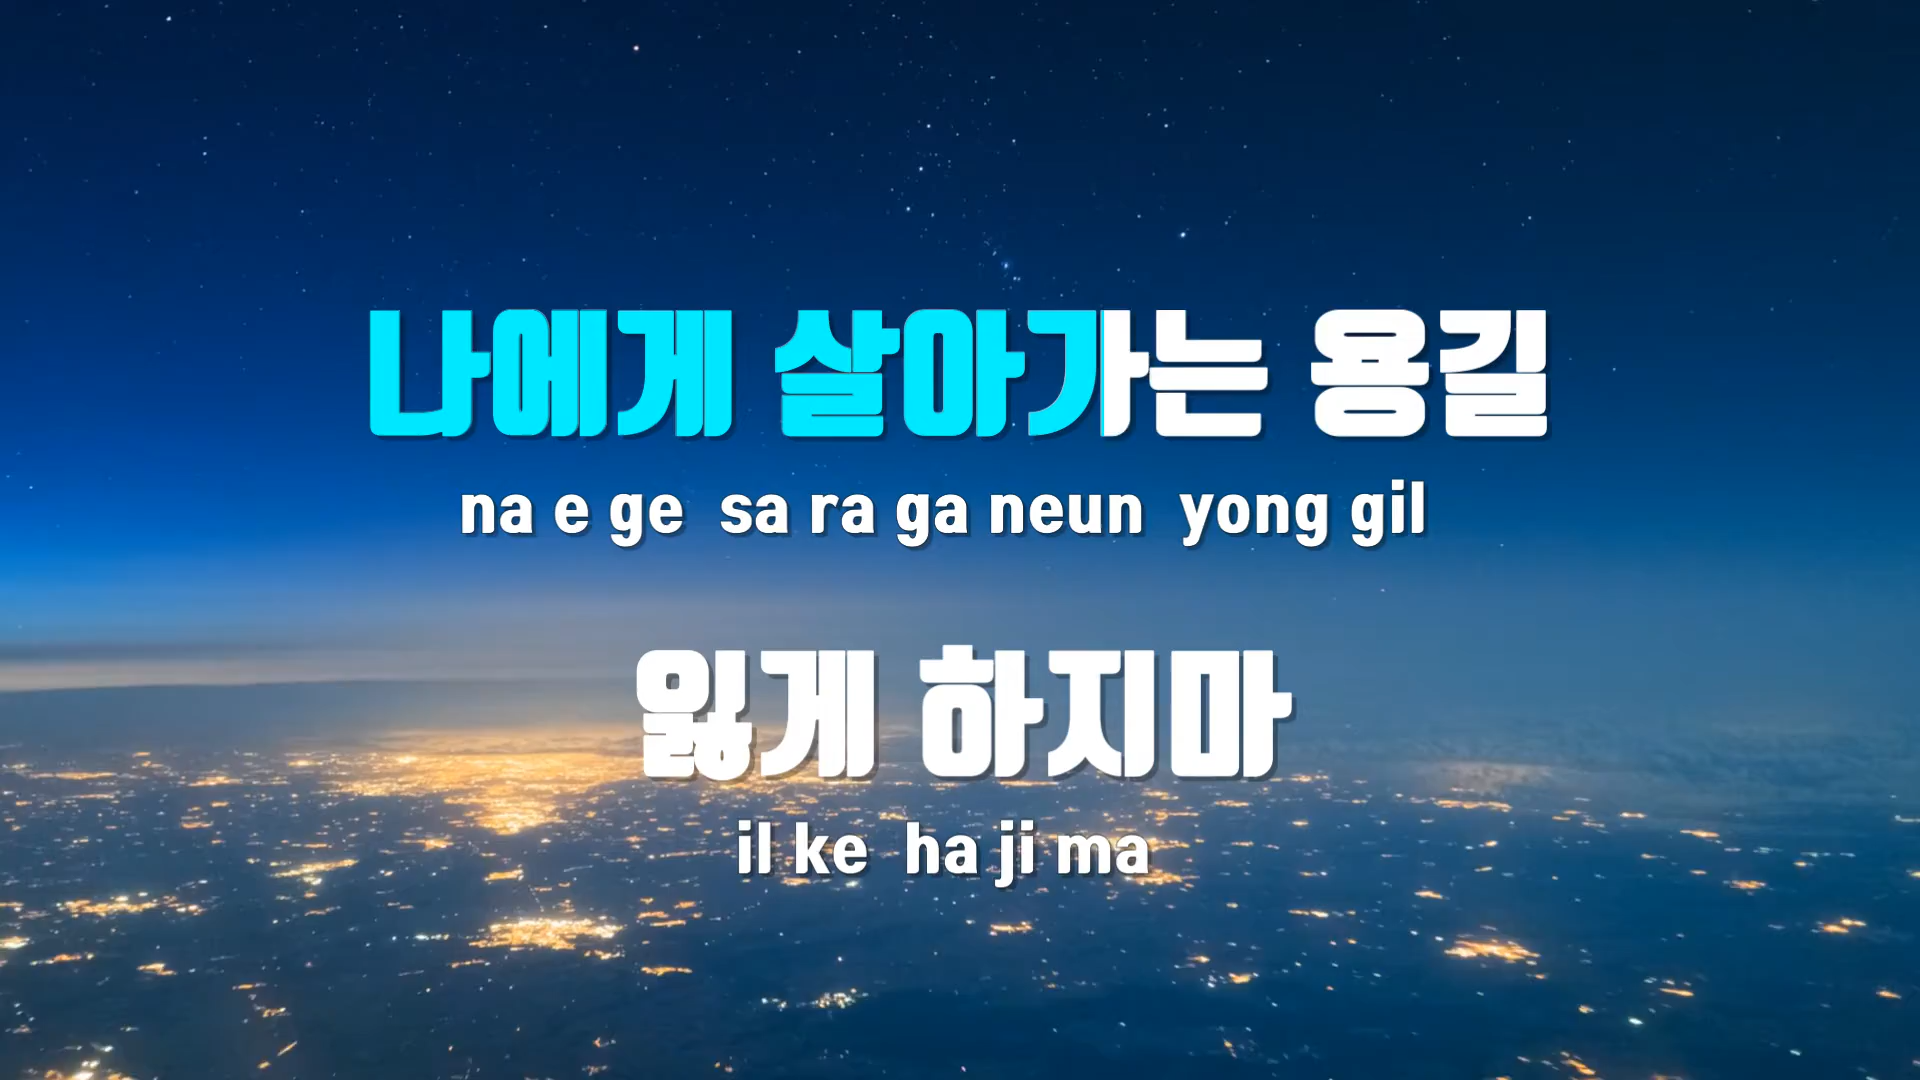 나에게 살아가는 용길
na e ge sa ra ga neun yong gil
잃게 하지마
il ke ha ji ma